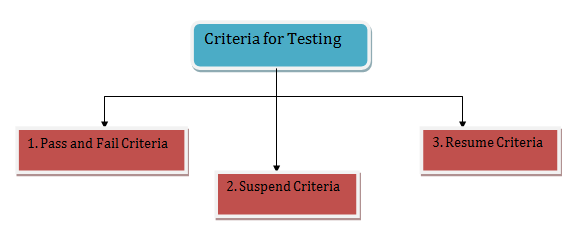 Criteria for Testing
1. Pass and Fail Criteria
2. Suspend Criteria
3. Resume Criteria